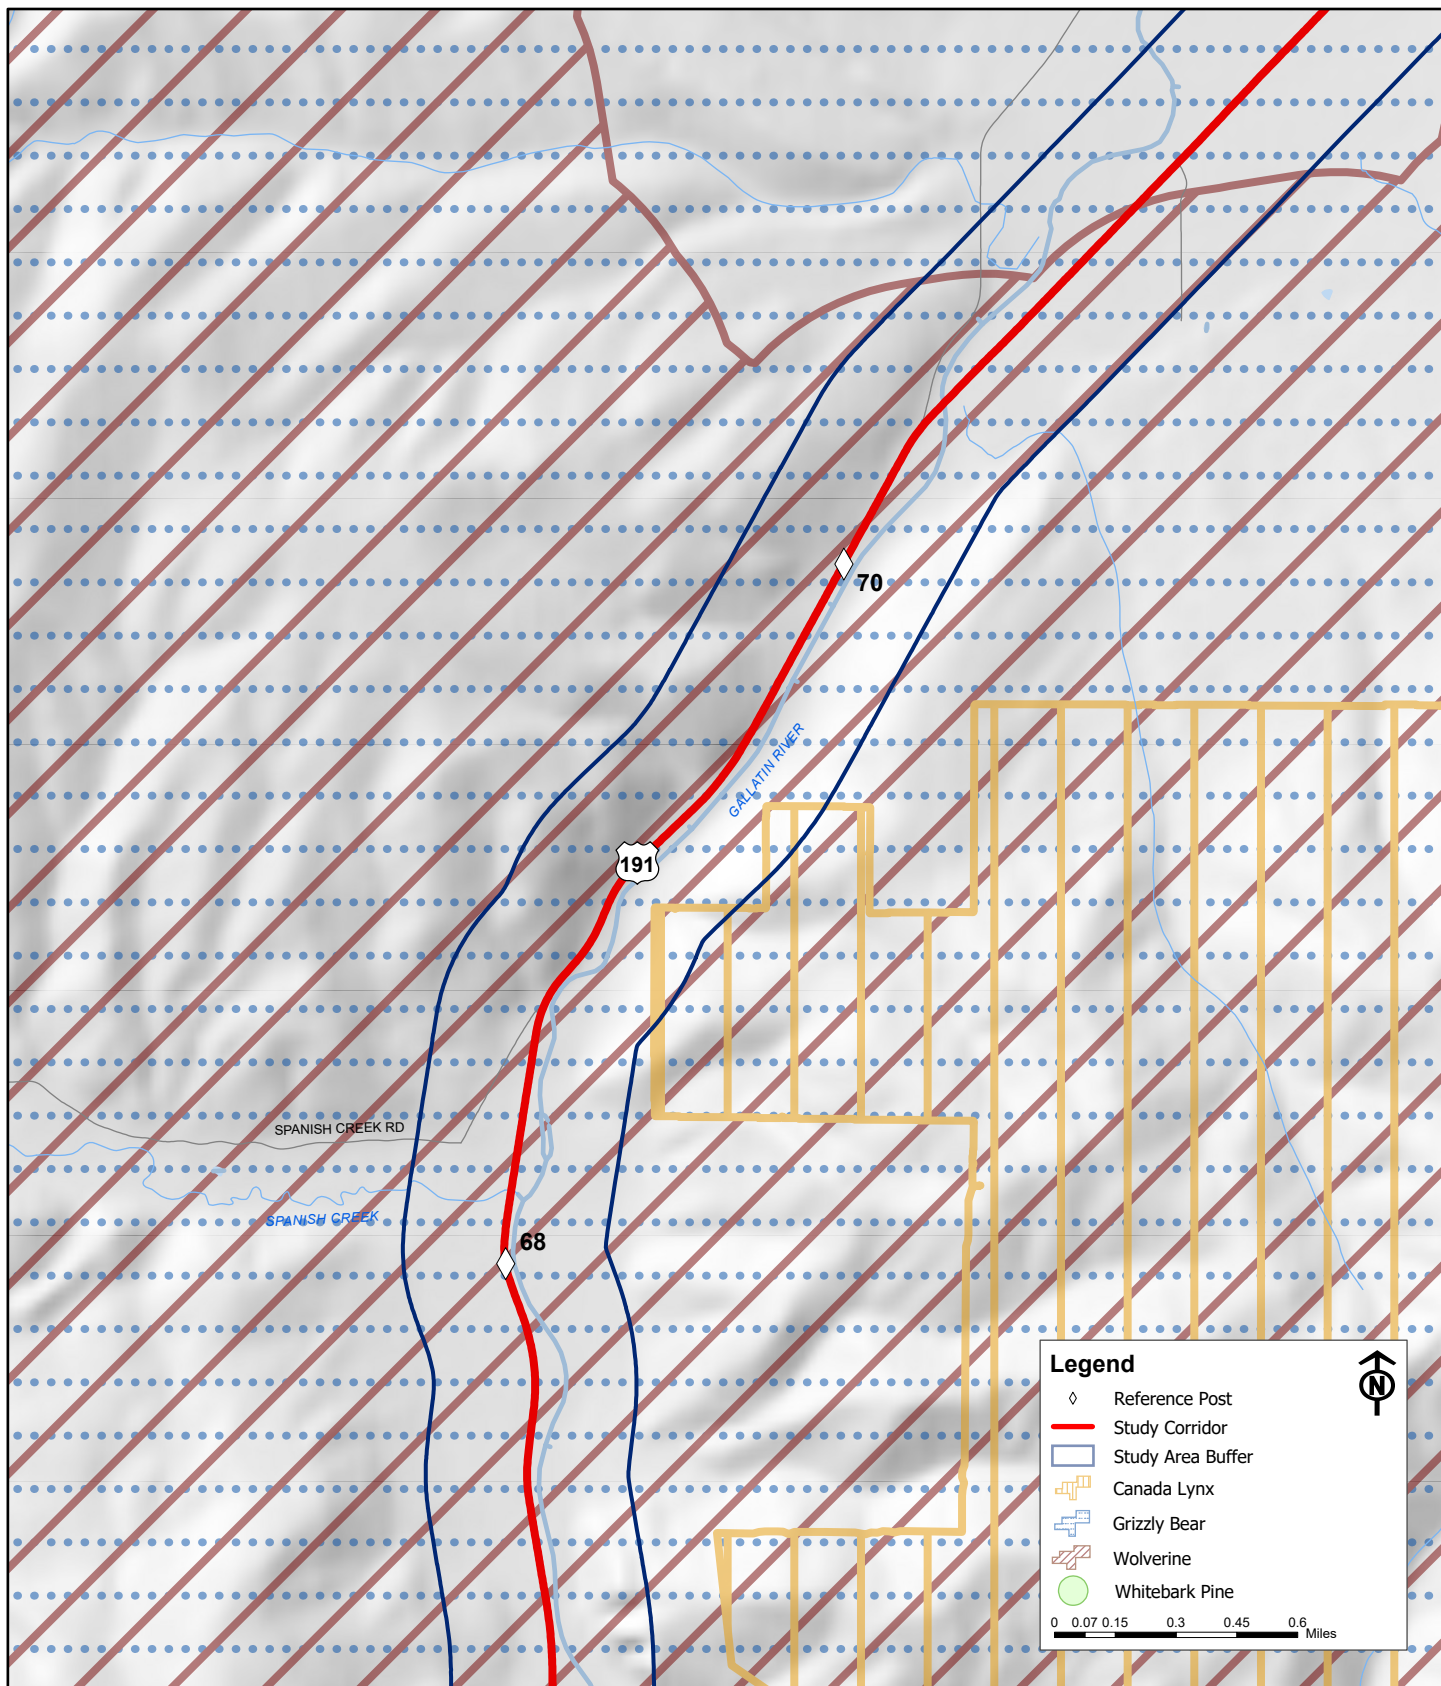 70
GALLATIN RIVER
191
SPANISH CREEK RD
SPANISH CREEK
68
Legend
N
Reference Post
Study Corridor
Study Area Buffer
Canada Lynx
Grizzly Bear
Wolverine
Whitebark Pine
0 0.07 0.15 0.3 0.45 0.6
Miles